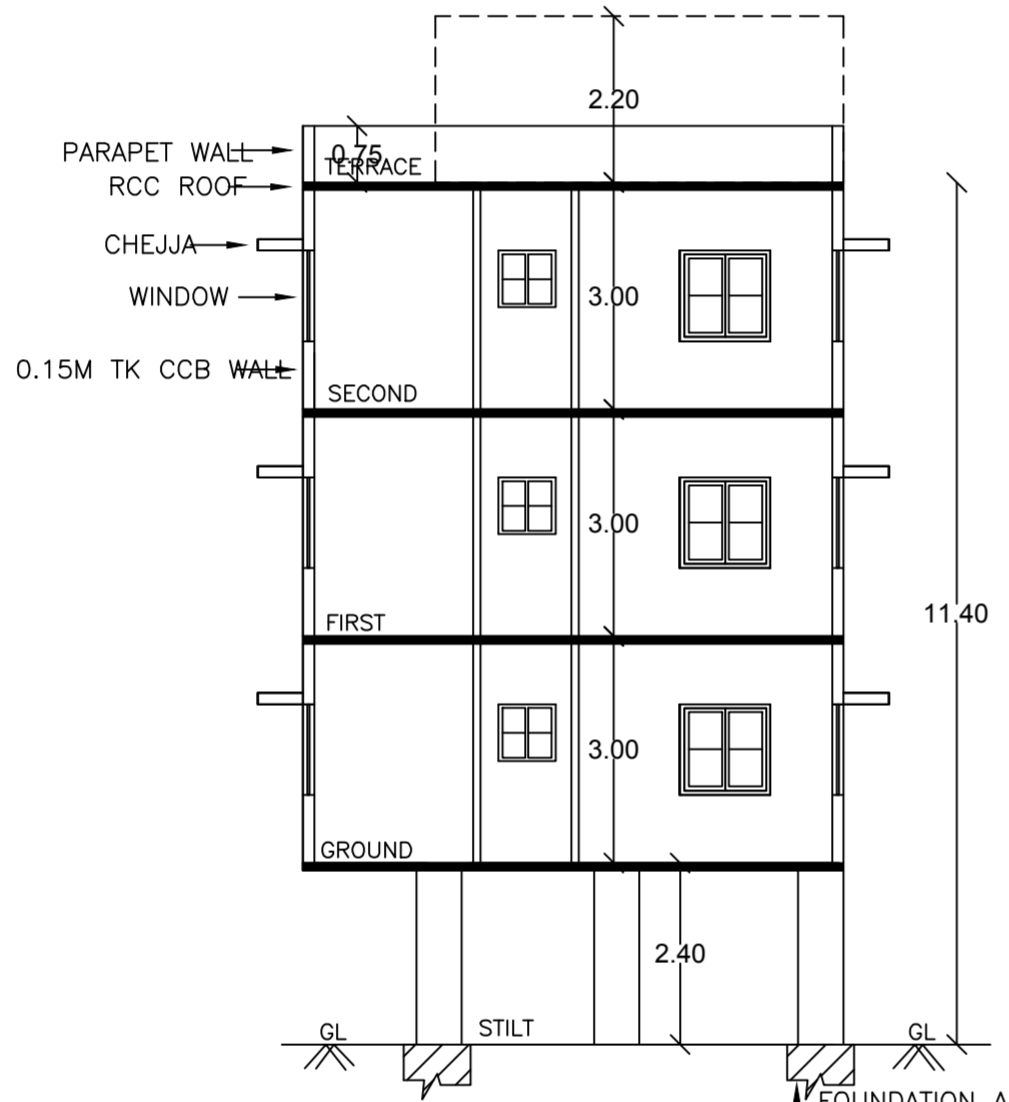 2.20
PARAPET WALL
0.75
TERRACE
RCC ROOF
CHEJJA
WINDOW
3.00
0.15M TK CCB WALL
SECOND
3.00
FIRST
11.40
3.00
GROUND
2.40
GL
STILT
GL
FOUNDATION A